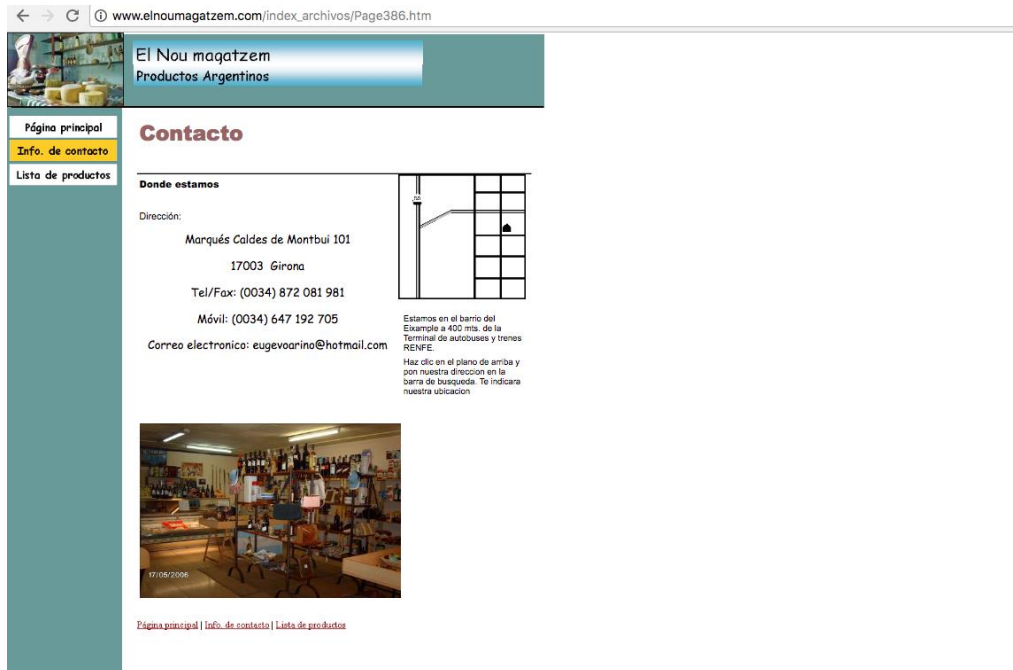 www.elnoumagatzem.com/index_archivos/Page386.htm
El Nou magatzem
Productos Argentinos
Página principal
Info. de contacto
Lista de productos
Contacto
Donde estamos
Dirección:
Marqués Caldes de Montbui 101
17003 Girona
Tel/Fax: (0034) 872 081 981
Móvil: (0034) 647 192 705
Correo electronico: eugevoarino@hotmail.com
Estamos en el barrio del
Eixample a 400 mts. de la
Terminal de autobuses y trenes
RENFE.
Haz clic en el plano de arriba y
pon nuestra direccion en la
barra de busqueda. Te indicara
nuestra ubicacion
17/05/2006
Página principal | Info. de contacto | Lista de productos